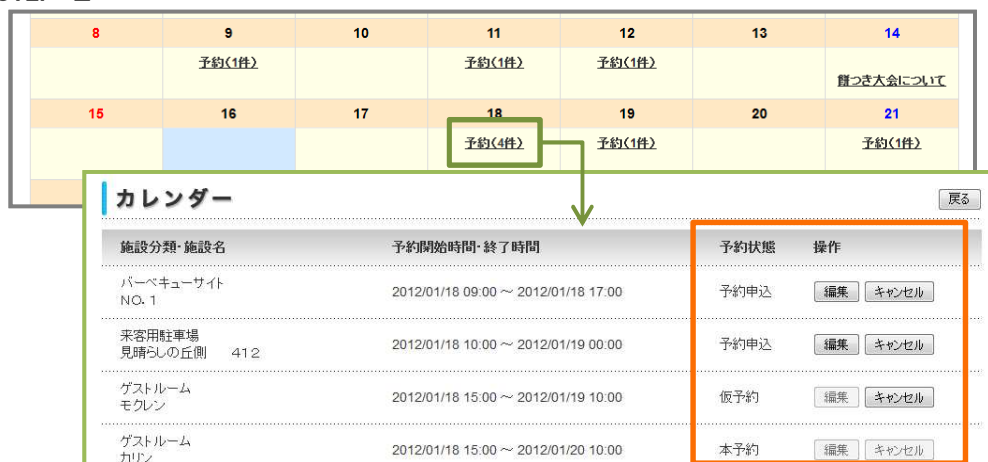 8 9 10 11 12 13 14
予約(1件) 予約(1件) 予約(1件)
餅つき大会について
15 16 17 18 19 20 21
予約(4件) 予約(1件) 予約(1件)
カレンダー 戻る
施設分類・施設名 予約開始時間・終了時間 予約状態 操作
バーベキューサイト
NO.1 2012/01/18 09:00 ～ 2012/01/18 17:00 予約申込 編集 キャンセル
来客用駐車場
見晴らしの丘側 412 2012/01/18 10:00 ～ 2012/01/19 00:00 予約申込 編集 キャンセル
ゲストルーム
モクレン 2012/01/18 15:00 ～ 2012/01/19 10:00 仮予約 編集 キャンセル
ゲストルーム
カリン 2012/01/18 15:00 ～ 2012/01/20 10:00 本予約 編集 キャンセル